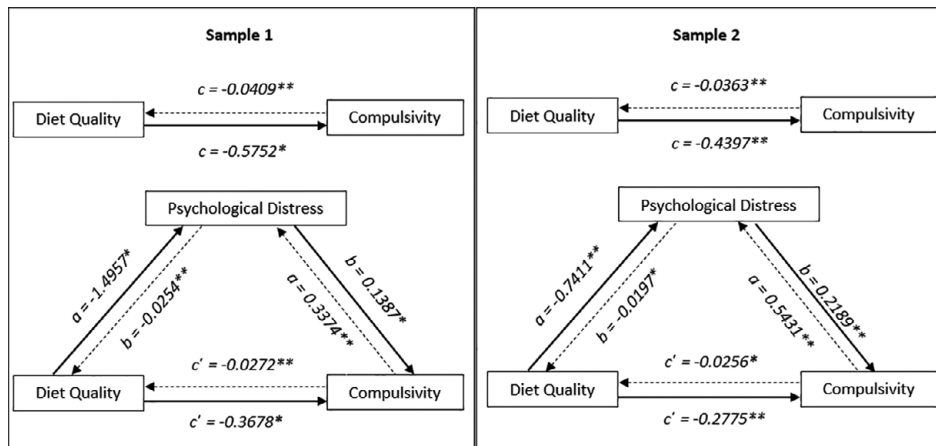 Sample 1
c = -0.0409**
Diet Quality
Compulsivity
c = -0.5752*
Psychological Distress
a = -1.4957*
b = -0.0254**
b = 0.1387*
a = 0.3374**
c' = -0.0272**
Diet Quality
Compulsivity
c' = -0.3678*
Sample 2
c = -0.0363**
Diet Quality
Compulsivity
c = -0.4397**
Psychological Distress
a = -0.7411**
b = -0.0197*
b = 0.2189**
a = 0.5431**
c' = -0.0256*
Diet Quality
Compulsivity
c' = -0.2775**